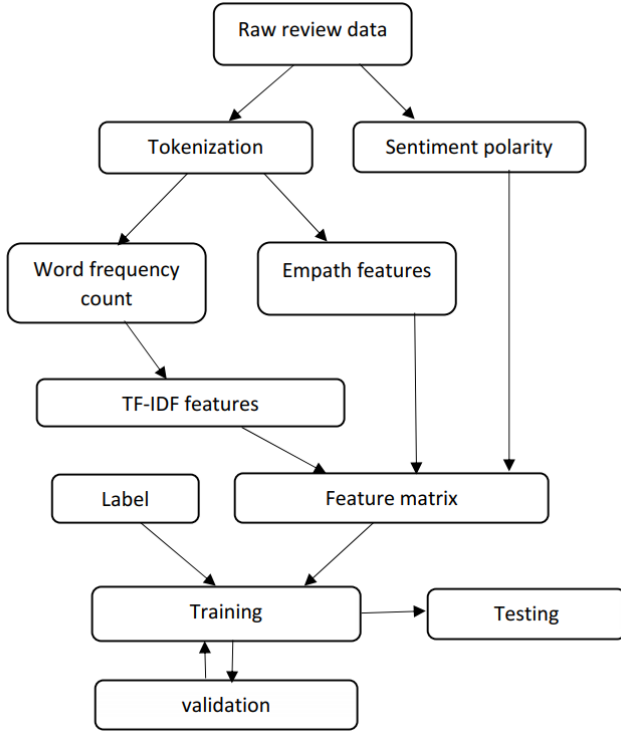 Raw review data
Tokenization
Sentiment polarity
Word frequency
count
Empath features
TF-IDF features
Label
Feature matrix
Training
Testing
validation